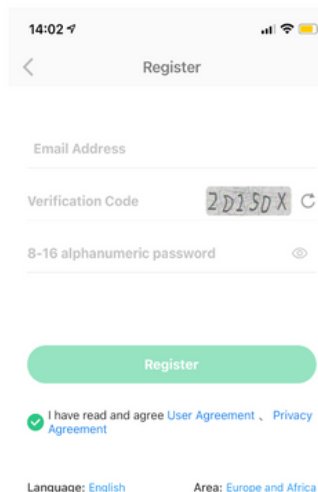 14:02
Register
Email Address
Verification Code 2D15DX
8-16 alphanumeric password
Register
I have read and agree User Agreement 、 Privacy
Agreement
Language: English Area: Europe and Africa